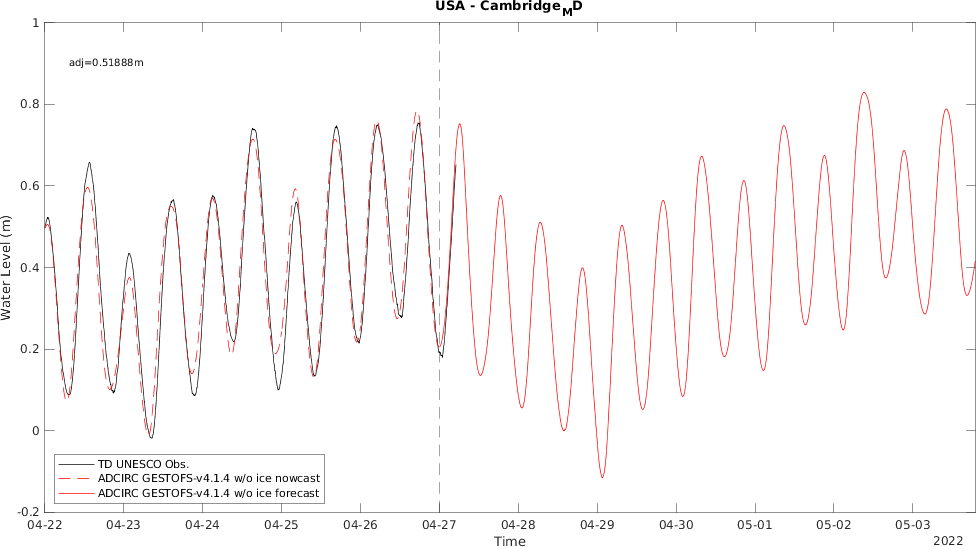 USA - Cambridge_MD
1
0.8
0.6
0.4
0.2
0
-0.2
Water Level (m)
adj=0.51888m
TD UNESCO Obs.
ADCIRC GESTOFS-v4.1.4 w/o ice nowcast
ADCIRC GESTOFS-v4.1.4 w/o ice forecast
04-22 04-23 04-24 04-25 04-26 04-27 04-28 04-29 04-30 05-01 05-02 05-03
Time
2022